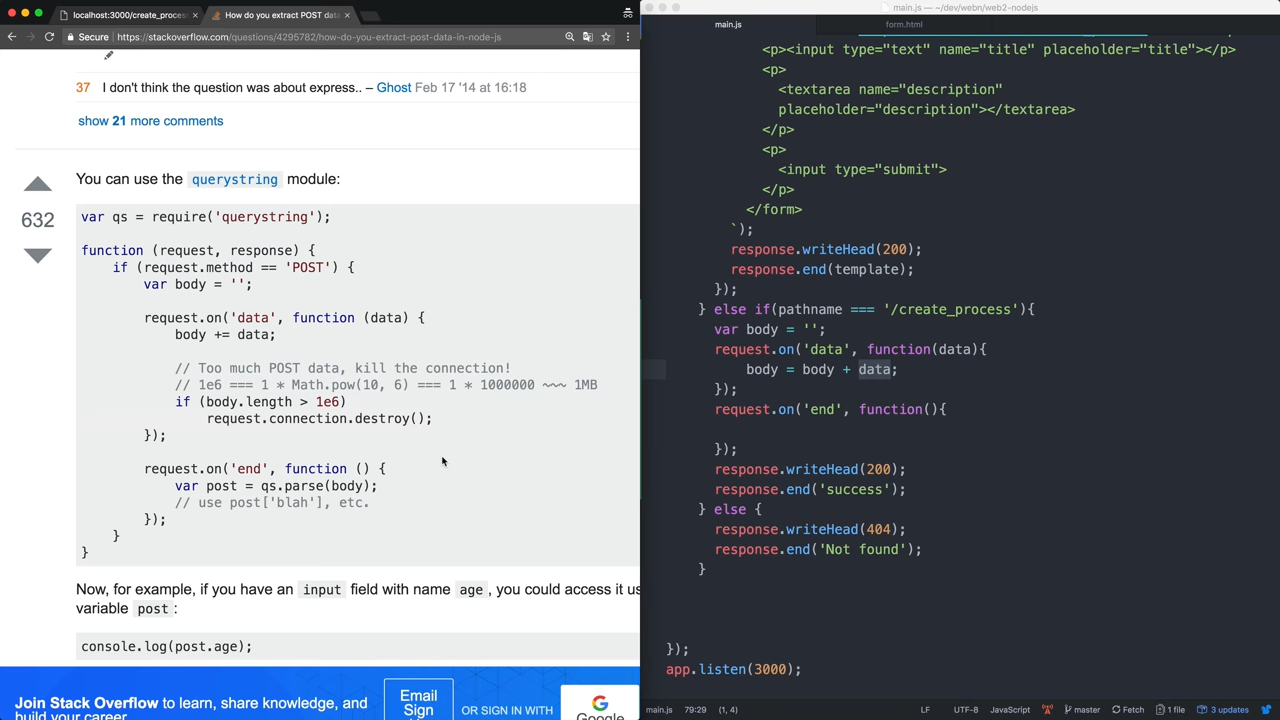 localhost:3000/create_proces
How do you extract POST data
Secure
https://stackoverflow.com/questions/4295782/how-do-you-extract-post-data-in-node-js
37 I don't think the question was about express.. – Ghost Feb 17 '14 at 16:18
show 21 more comments
You can use the querystring module:
632
var qs = require('querystring');
function (request, response) {
if (request.method == 'POST') {
var body = '';
request.on('data', function (data) {
body += data;
// Too much POST data, kill the connection!
// 1e6 === 1 * Math.pow(10, 6) === 1 * 1000000 ~~~ 1MB
if (body.length > 1e6)
request.connection.destroy();
});
request.on('end', function () {
var post = qs.parse(body);
// use post['blah'], etc.
});
}
}
Now, for example, if you have an input field with name age, you could access it us
variable post:
console.log(post.age);
Join Stack Overflow to learn, share knowledge, and
build your career.
Email
Sign
OR SIGN IN WITH
Google
main.js — ~/dev/webn/web2-nodejs
main.js
form.html
<p><input type="text" name="title" placeholder="title"></p>
<p>
<textarea name="description"
placeholder="description"></textarea>
</p>
<p>
<input type="submit">
</p>
</form>
`);
response.writeHead(200);
response.end(template);
});
} else if(pathname === '/create_process'){
var body = '';
request.on('data', function(data){
body = body + data;
});
request.on('end', function(){
});
response.writeHead(200);
response.end('success');
} else {
response.writeHead(404);
response.end('Not found');
}
});
app.listen(3000);
main.js 79:29 (1, 4)
LF UTF-8 JavaScript master Fetch 1 file 3 updates